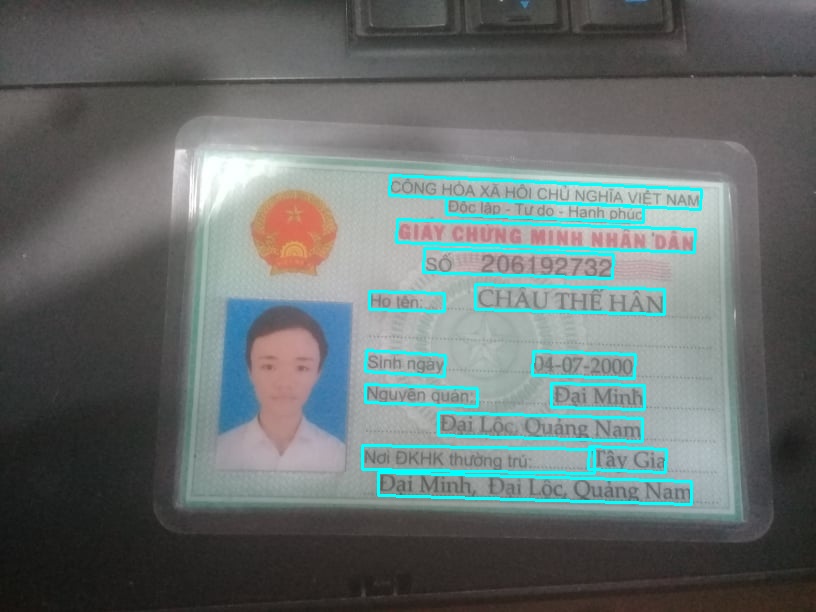 CỘNG HÒA XÃ HỘI CHỦ NGHĨA VIỆT NAM
Độc lập - Tự do - Hạnh phúc
GIẤY CHỨNG MINH NHÂN DÂN
SỐ 206192732
Họ tên: CHÂU THẾ HÂN
Sinh ngày 04-07-2000
Nguyên quán: Đại Minh
Đại Lộc, Quảng Nam
Nơi ĐKHK thường trú: Tây Gia
Đại Minh, Đại Lộc, Quảng Nam